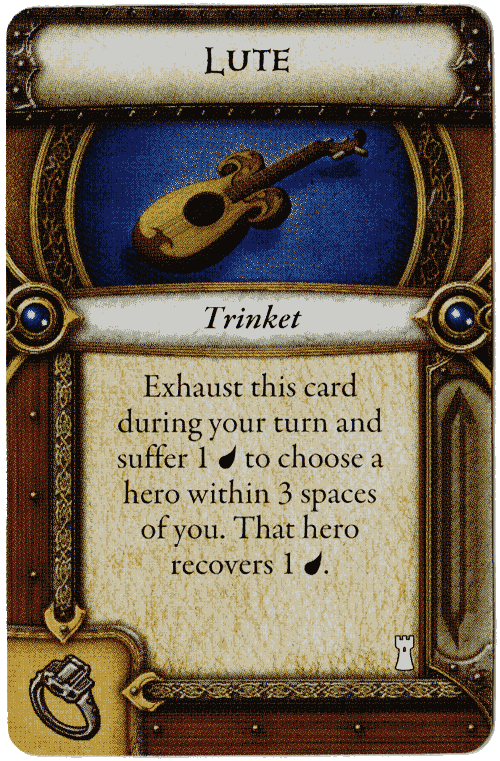 LUTE
Trinket
Exhaust this card
during your turn and
suffer 1 to choose a
hero within 3 spaces
of you. That hero
recovers 1 .